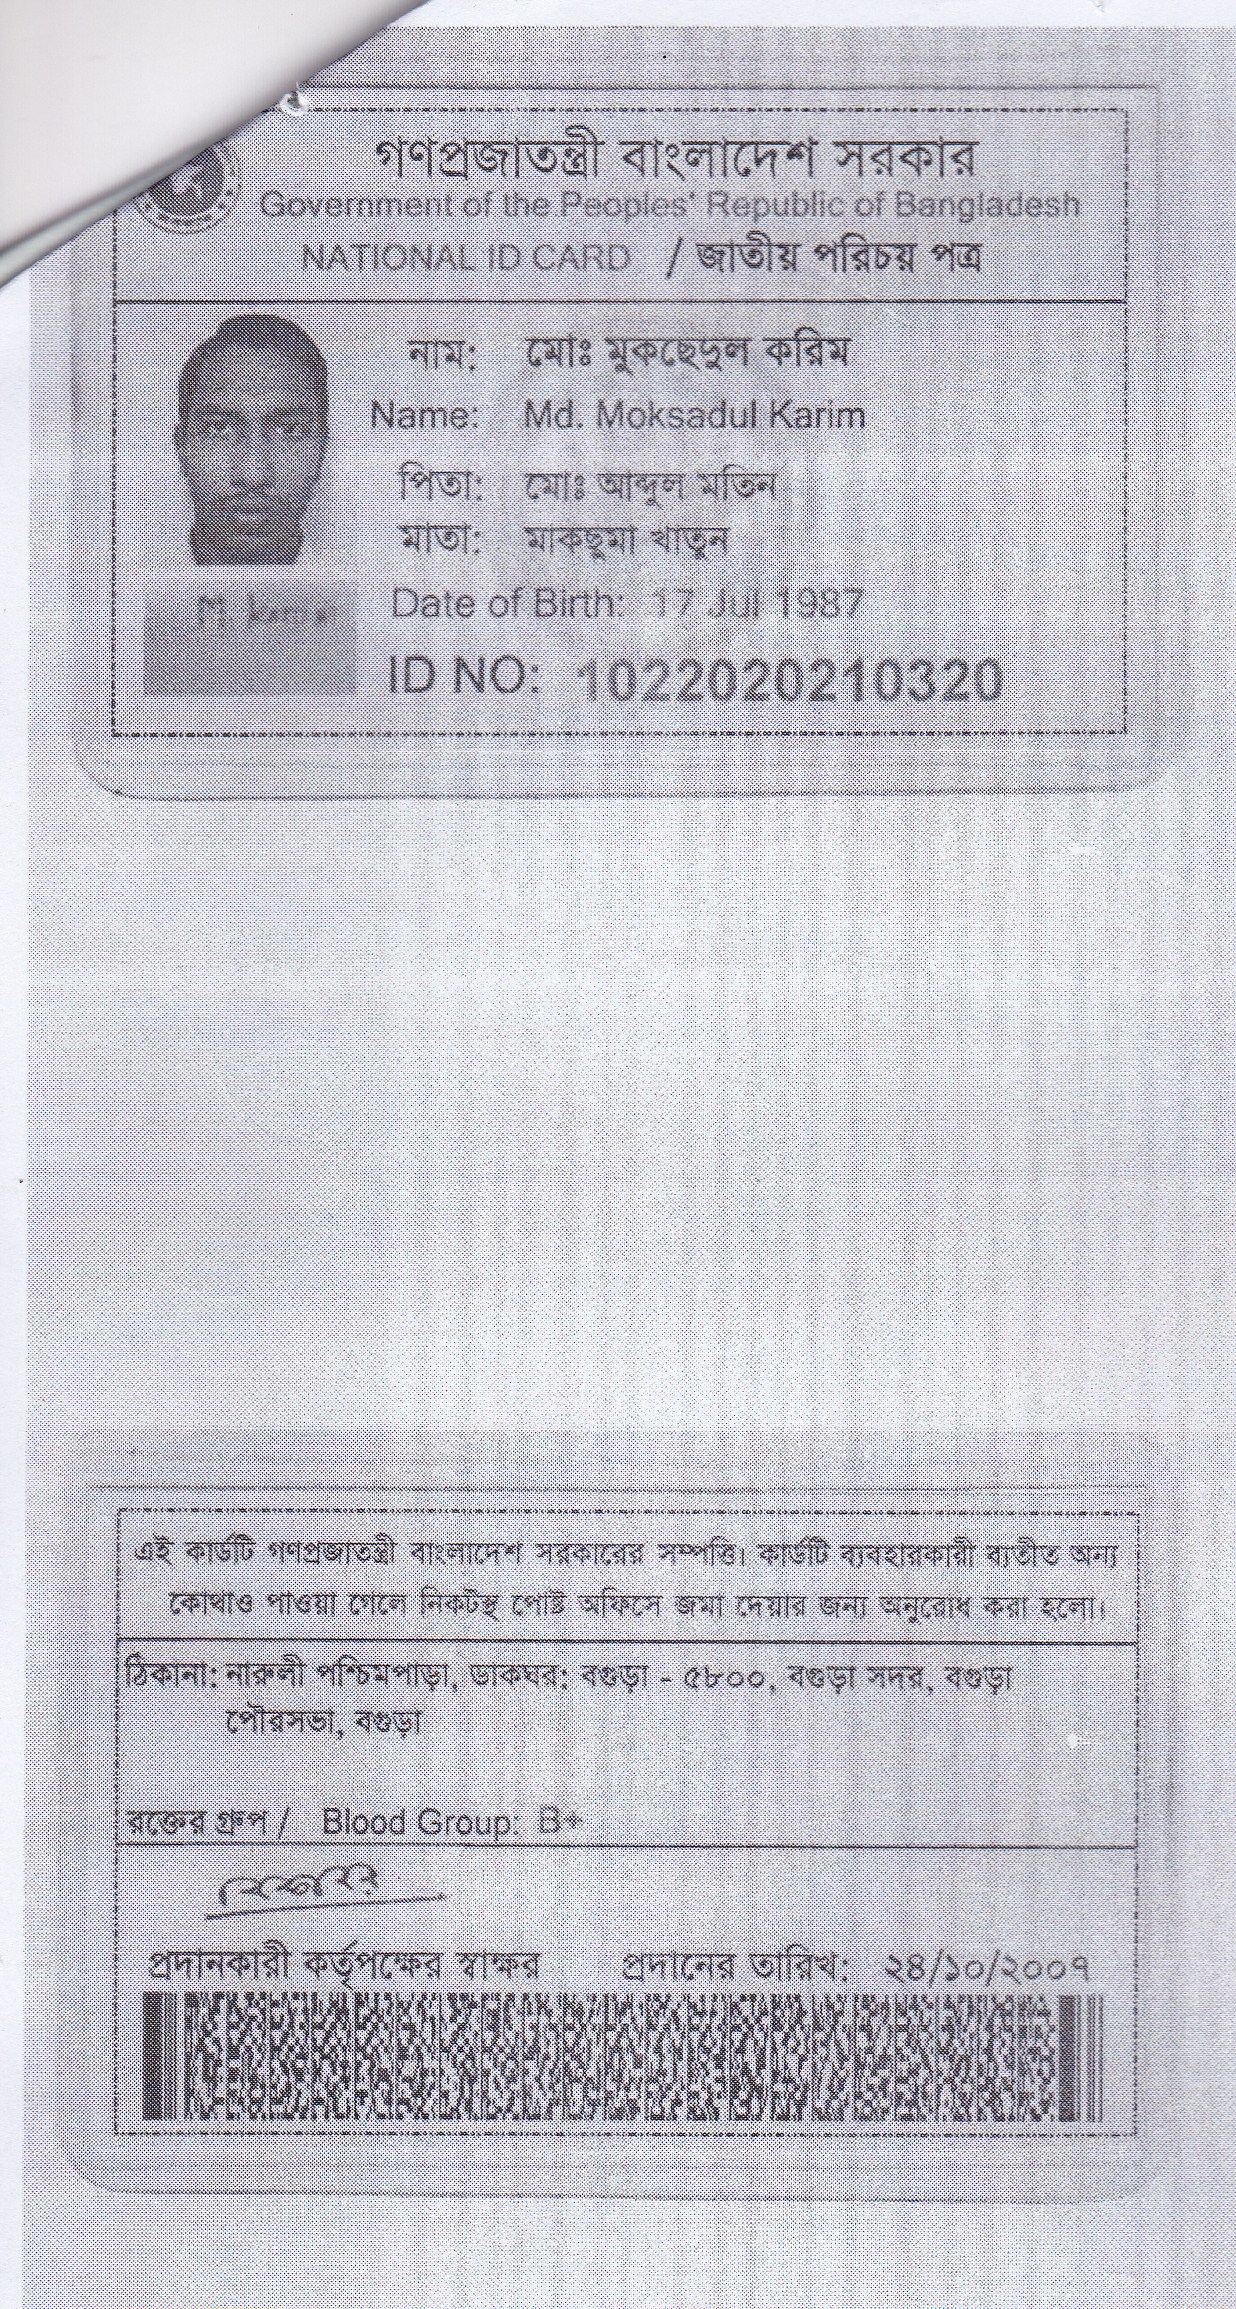 গণপ্রজাতন্ত্রী বাংলাদেশ সরকার
Government of the Peoples' Republic of Bangladesh
NATIONAL ID CARD / জাতীয় পরিচয় পত্র
নাম: মোঃ মুকছেদুল করিম
Name: Md. Moksadul Karim
পিতা: মোঃ আব্দুল মতিন
মাতা: মাকছুমা খাতুন
M. Karim
Date of Birth: 17 Jul 1987
ID NO: 1022020210320
এই কার্ডটি গণপ্রজাতন্ত্রী বাংলাদেশ সরকারের সম্পত্তি। কার্ডটি ব্যবহারকারী ব্যতীত অন্য
কোথাও পাওয়া গেলে নিকটস্থ পোষ্ট অফিসে জমা দেয়ার জন্য অনুরোধ করা হলো।
ঠিকানা: নারুলী পশ্চিমপাড়া, ডাকঘর: বগুড়া - ৫৮০০, বগুড়া সদর, বগুড়া
পৌরসভা, বগুড়া
রক্তের গ্রুপ / Blood Group: B+
প্রদানকারী কর্তৃপক্ষের স্বাক্ষর প্রদানের তারিখ: ২৪/১০/২০০৭